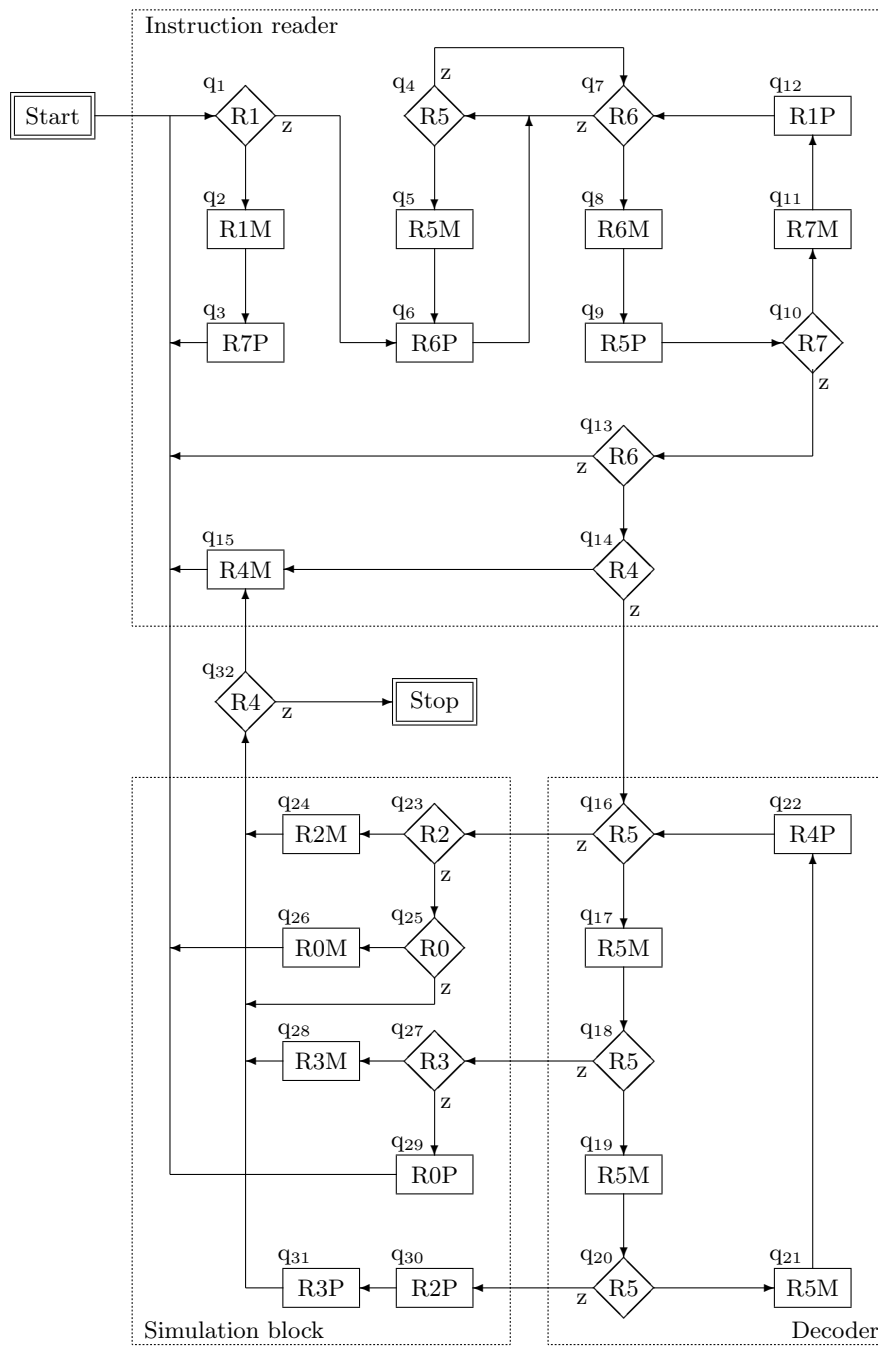 Instruction reader
q1 q4 q7 q12
Start R1 R5 z R6 R1P
z z
q2 q5 q8 q11
R1M R5M R6M R7M
q3 q6 q9 q10
R7P R6P R5P R7
z
q13
R6
z
q15 q14
R4M R4
z
q32
R4 Stop
z
q24 q23 q16 q22
R2M R2 R5 R4P
z z
q26 q25 q17
R0M R0 R5M
z
q28 q27 q18
R3M R3 R5
z z
q29 q19
R0P R5M
q31 q30 q20 q21
R3P R2P R5 R5M
z
Simulation block Decoder